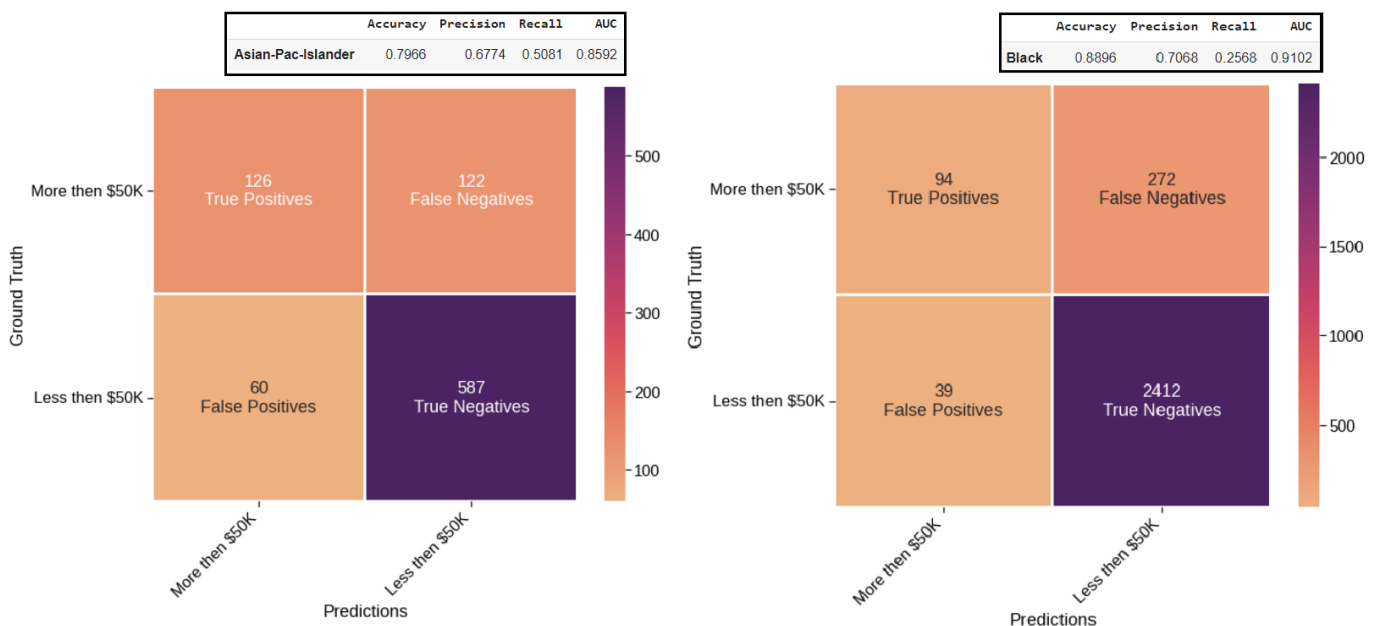 Accuracy Precision Recall AUC
Asian-Pac-Islander 0.7966 0.6774 0.5081 0.8592
126
True Positives
122
False Negatives
60
False Positives
587
True Negatives
More then $50K
Less then $50K
Ground Truth
More then $50K
Less then $50K
Predictions
500
400
300
200
100
Accuracy Precision Recall AUC
Black 0.8896 0.7068 0.2568 0.9102
94
True Positives
272
False Negatives
39
False Positives
2412
True Negatives
More then $50K
Less then $50K
Ground Truth
More then $50K
Less then $50K
Predictions
2000
1500
1000
500